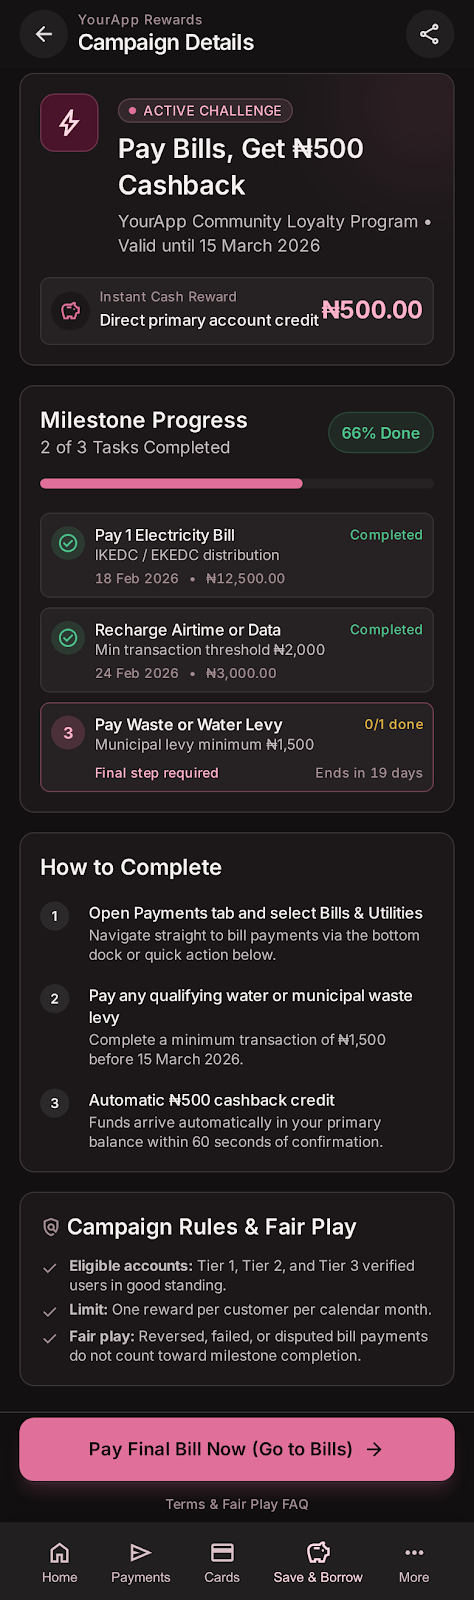 YourApp Rewards
Campaign Details
ACTIVE CHALLENGE
Pay Bills, Get ₦500
Cashback
YourApp Community Loyalty Program •
Valid until 15 March 2026
Instant Cash Reward
Direct primary account credit
₦500.00
Milestone Progress
2 of 3 Tasks Completed
66% Done
Pay 1 Electricity Bill
Completed
IKEDC / EKEDC distribution
18 Feb 2026 • ₦12,500.00
Recharge Airtime or Data
Completed
Min transaction threshold ₦2,000
24 Feb 2026 • ₦3,000.00
3
Pay Waste or Water Levy
0/1 done
Municipal levy minimum ₦1,500
Final step required
Ends in 19 days
How to Complete
1
Open Payments tab and select Bills & Utilities
Navigate straight to bill payments via the bottom
dock or quick action below.
2
Pay any qualifying water or municipal waste
levy
Complete a minimum transaction of ₦1,500
before 15 March 2026.
3
Automatic ₦500 cashback credit
Funds arrive automatically in your primary
balance within 60 seconds of confirmation.
Campaign Rules & Fair Play
Eligible accounts: Tier 1, Tier 2, and Tier 3 verified
users in good standing.
Limit: One reward per customer per calendar month.
Fair play: Reversed, failed, or disputed bill payments
do not count toward milestone completion.
Pay Final Bill Now (Go to Bills) →
Terms & Fair Play FAQ
Home
Payments
Cards
Save & Borrow
More